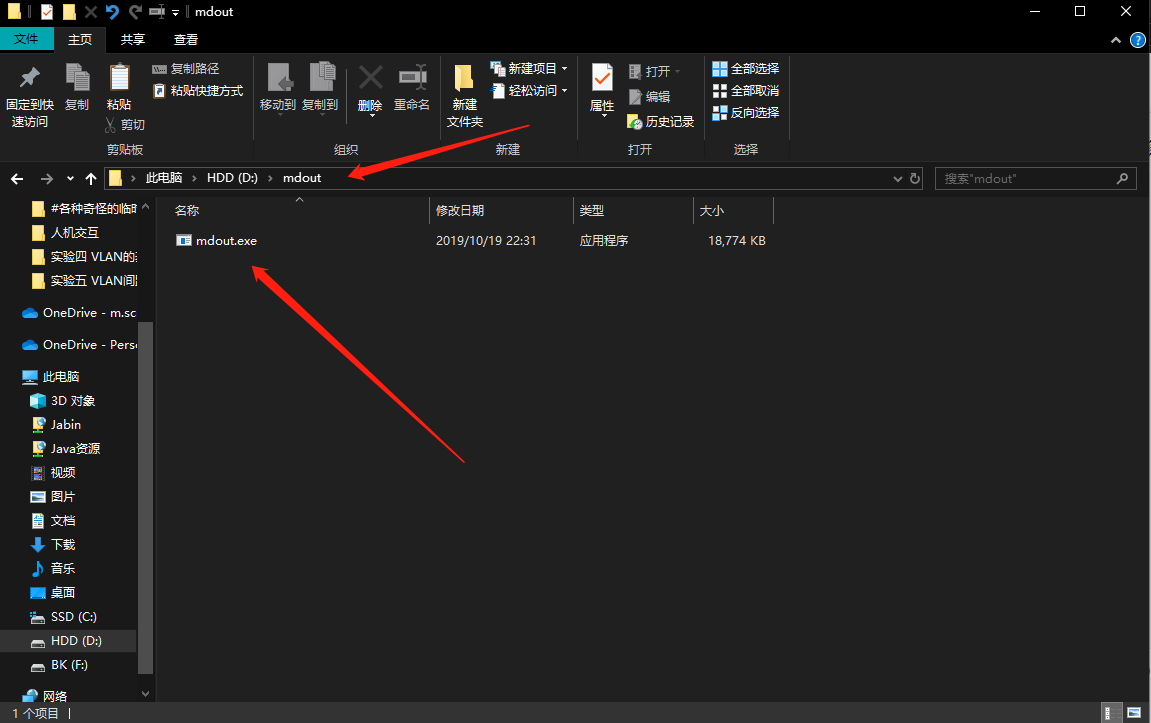 mdout
文件 主页 共享 查看
固定到快
速访问
复制
粘贴
复制路径
粘贴快捷方式
剪切
剪贴板
移动到 复制到 删除 重命名
组织
新建
文件夹
新建项目
轻松访问
新建
属性
打开
编辑
历史记录
打开
全部选择
全部取消
反向选择
选择
此电脑 HDD (D:) mdout
搜索"mdout"
名称 修改日期 类型 大小
mdout.exe 2019/10/19 22:31 应用程序 18,774 KB
#各种奇怪的临时
人机交互
实验四 VLAN的
实验五 VLAN间
OneDrive - m.sc
OneDrive - Pers
此电脑
3D 对象
Jabin
Java资源
视频
图片
文档
下载
音乐
桌面
SSD (C:)
HDD (D:)
BK (F:)
网络
1 个项目